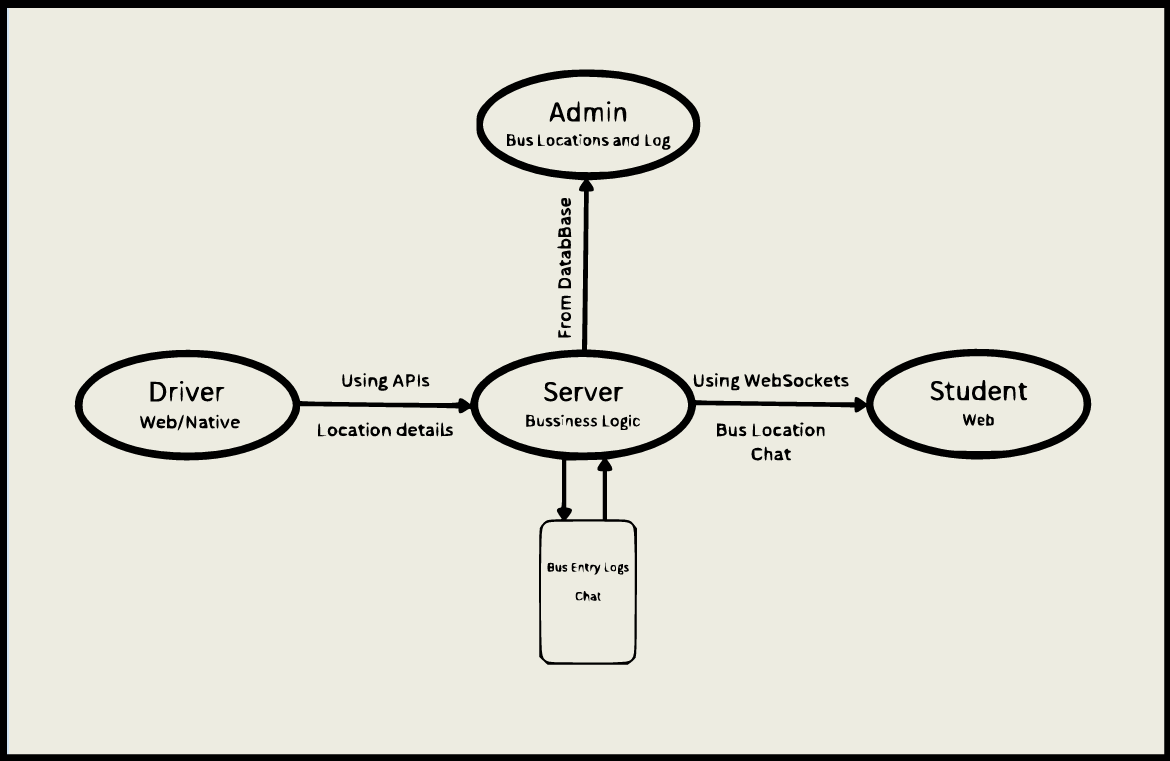 Admin
Bus Locations and Log
From DatabBase
Driver
Web/Native
Using APIs
Location details
Server
Bussiness Logic
Using WebSockets
Bus Location
Chat
Student
Web
Bus Entry Logs
Chat